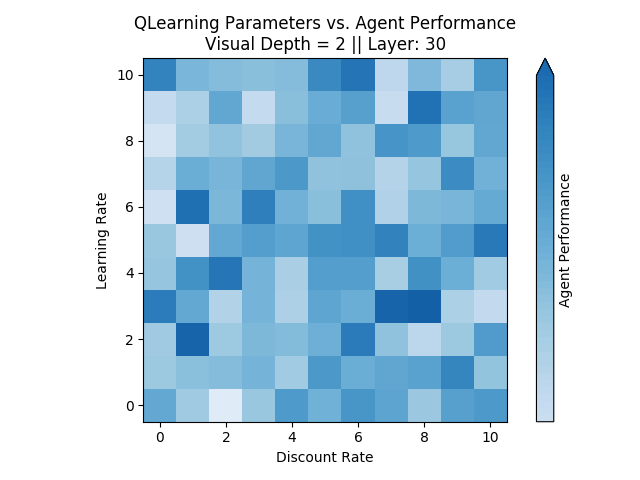 QLearning Parameters vs. Agent Performance
Visual Depth = 2 || Layer: 30
10
8
6
4
2
0
Learning Rate
0 2 4 6 8 10
Discount Rate
Agent Performance